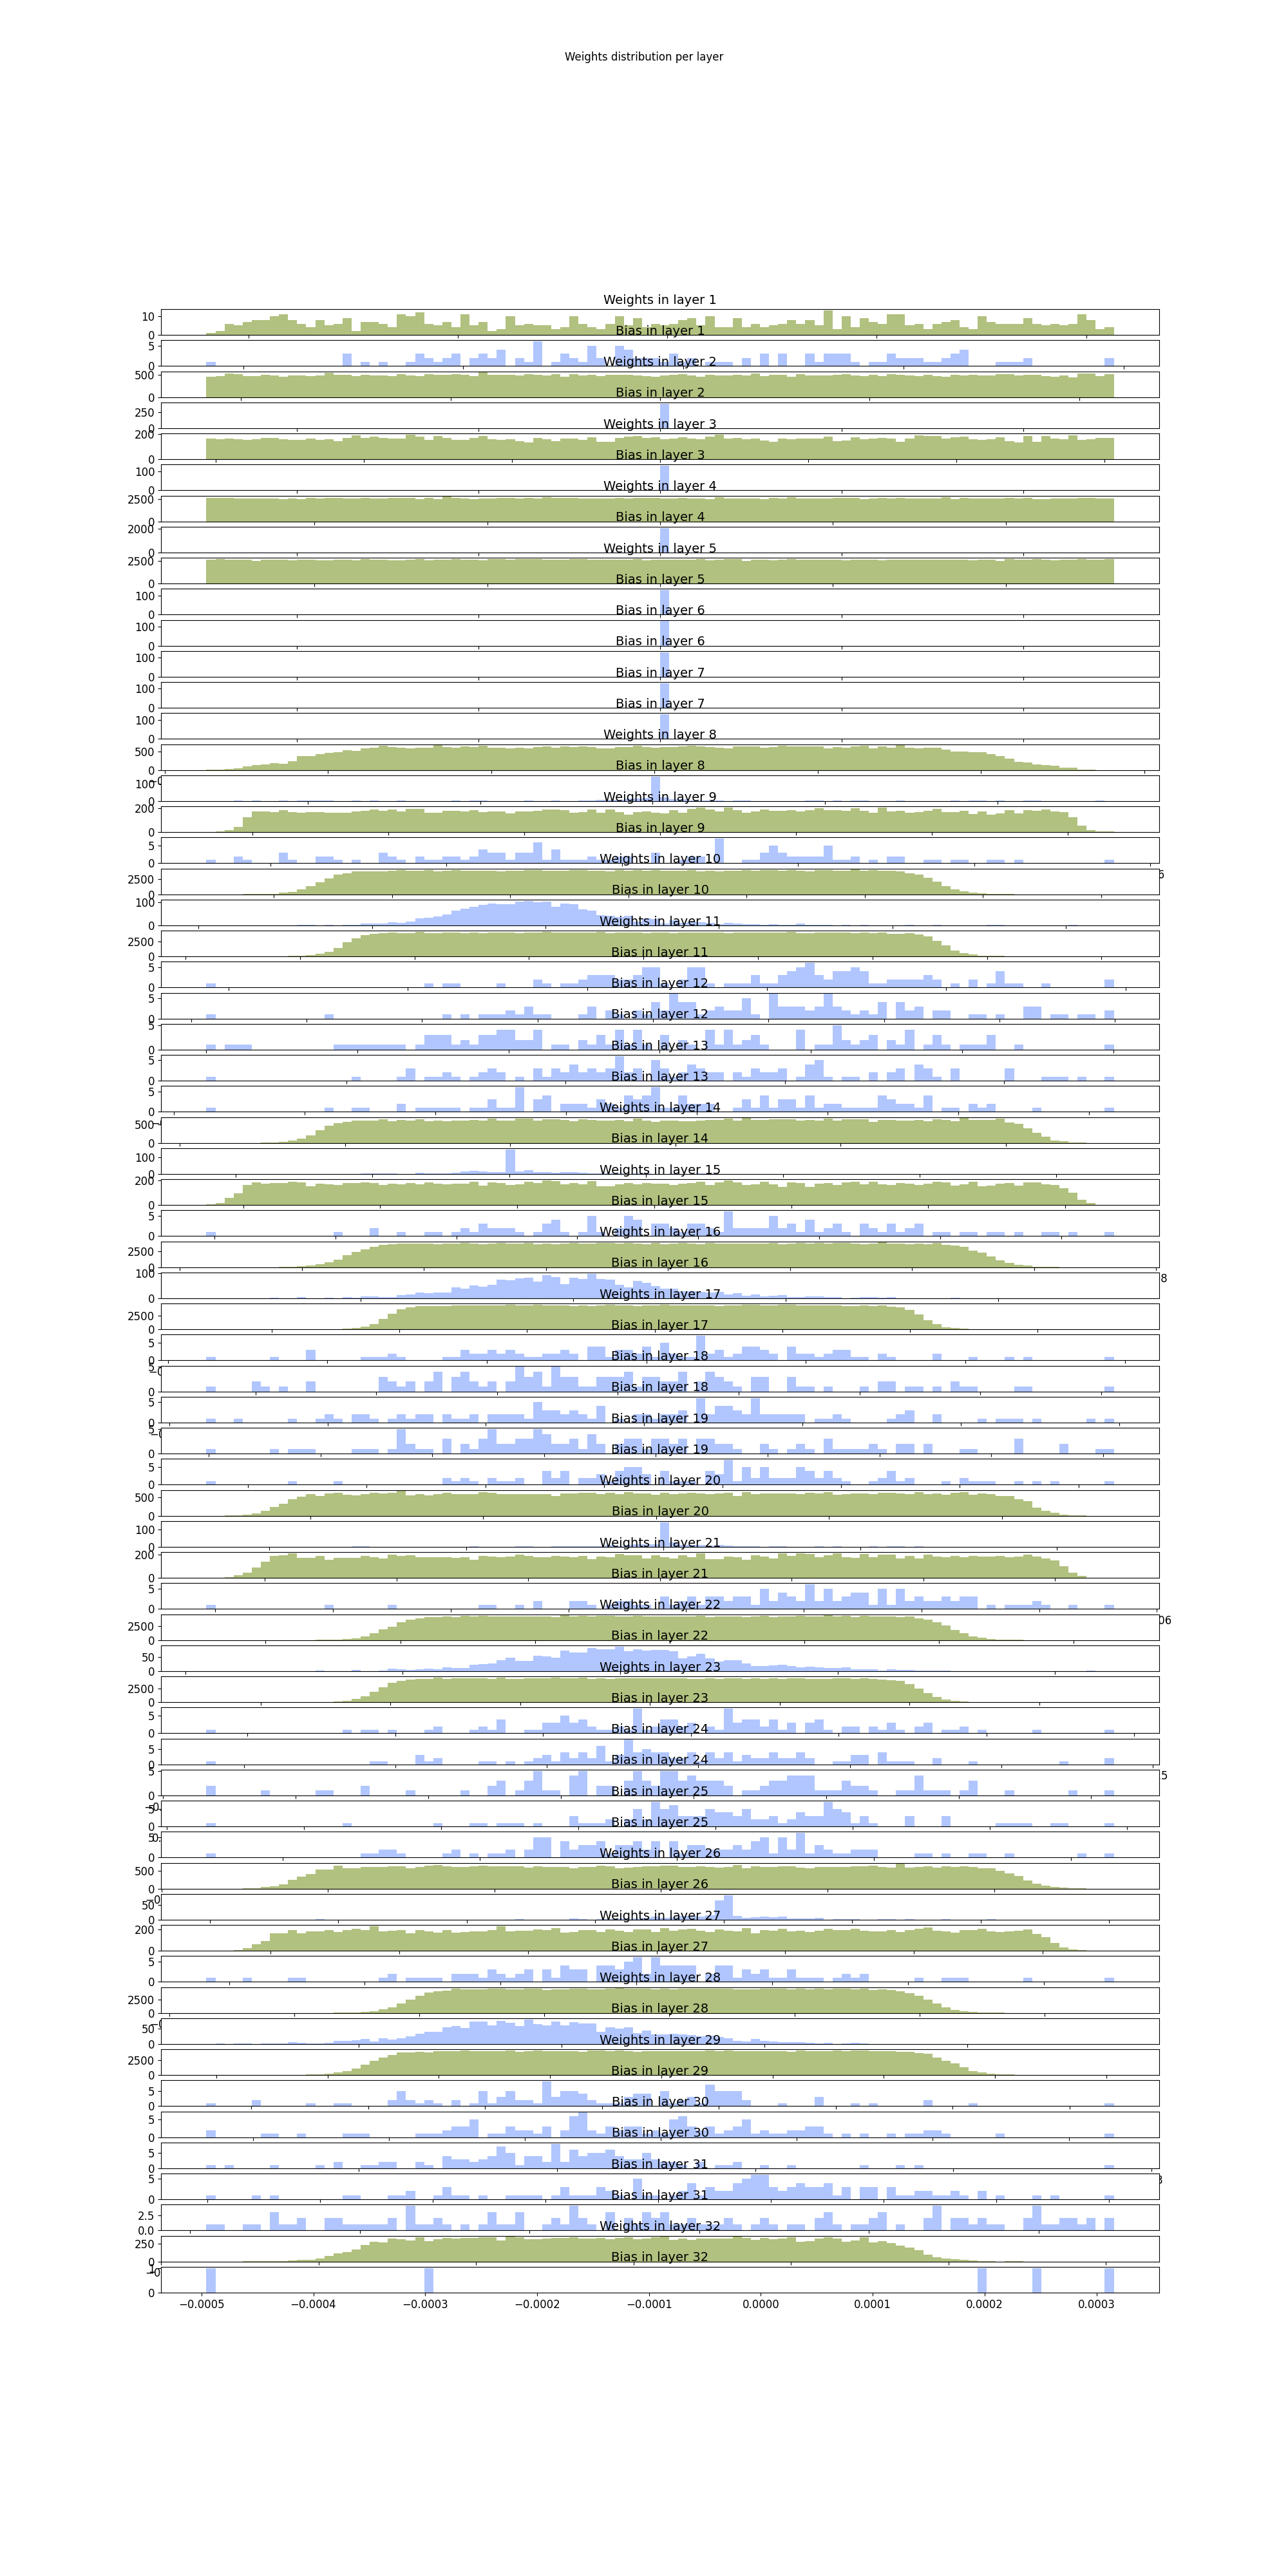 Weights distribution per layer
Weights in layer 1
10
0
Bias in layer 1
5
0
Weights in layer 2
500
0
Bias in layer 2
250
0
Weights in layer 3
200
0
Bias in layer 3
100
0
Weights in layer 4
2500
0
Bias in layer 4
2000
0
Weights in layer 5
2500
0
Bias in layer 5
100
0
Bias in layer 6
100
0
Bias in layer 6
100
0
Bias in layer 7
100
0
Bias in layer 7
100
0
Weights in layer 8
500
0
Bias in layer 8
100
0
Weights in layer 9
200
0
Bias in layer 9
5
0
Weights in layer 10
2500
0
Bias in layer 10
100
0
Weights in layer 11
2500
0
Bias in layer 11
5
0
Bias in layer 12
5
0
Bias in layer 12
5
0
Bias in layer 13
5
0
Bias in layer 13
5
0
Weights in layer 14
500
0
Bias in layer 14
100
0
Weights in layer 15
200
0
Bias in layer 15
5
0
Weights in layer 16
2500
0
Bias in layer 16
100
0
Weights in layer 17
2500
0
Bias in layer 17
5
0
Bias in layer 18
5
0
Bias in layer 18
5
0
Bias in layer 19
5
0
Bias in layer 19
5
0
Weights in layer 20
500
0
Bias in layer 20
100
0
Weights in layer 21
200
0
Bias in layer 21
5
0
Weights in layer 22
2500
0
Bias in layer 22
50
0
Weights in layer 23
2500
0
Bias in layer 23
5
0
Bias in layer 24
5
0
Bias in layer 24
5
0
Bias in layer 25
5
0
Bias in layer 25
5
0
Weights in layer 26
500
0
Bias in layer 26
50
0
Weights in layer 27
200
0
Bias in layer 27
5
0
Weights in layer 28
2500
0
Bias in layer 28
50
0
Weights in layer 29
2500
0
Bias in layer 29
5
0
Bias in layer 30
5
0
Bias in layer 30
5
0
Bias in layer 31
5
0
Bias in layer 31
2.5
0.0
Weights in layer 32
250
0
Bias in layer 32
1
0
−0.0005 −0.0004 −0.0003 −0.0002 −0.0001 0.0000 0.0001 0.0002 0.0003